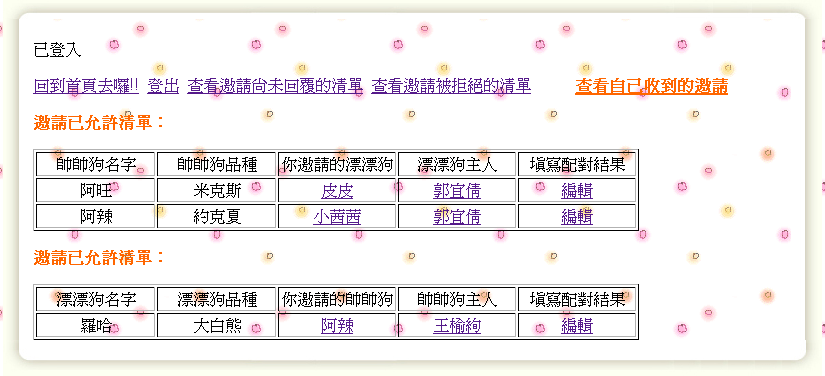 已登入
回到首頁去囉!! 登出 查看邀請尚未回覆的清單 查看邀請被拒絕的清單 查看自己收到的邀請
邀請已允許清單：
帥帥狗名字 帥帥狗品種 你邀請的漂漂狗 漂漂狗主人 填寫配對結果
阿旺 米克斯 皮皮 郭宜倩 編輯
阿辣 約克夏 小茜茜 郭宜倩 編輯
邀請已允許清單：
漂漂狗名字 漂漂狗品種 你邀請的帥帥狗 帥帥狗主人 填寫配對結果
羅哈 大白熊 阿辣 王榆絢 編輯